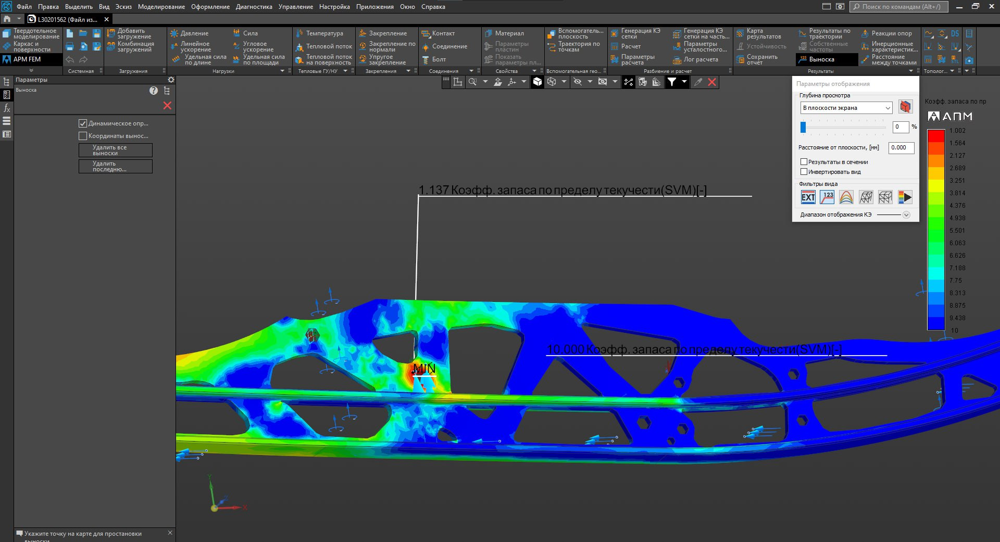 Файл Правка Выделить Вид Эскиз Моделирование Оформление Диагностика Управление Настройка Приложения Окно Справка
Поиск по командам (Alt+/)
L30201562 (Файл из...
Твердотельное
моделирование
Каркас и
поверхности
APM FEM
Системная
Добавить
загружение
Комбинация
загружений
Загружения
Давление
Линейное
ускорение
Удельная сила
по длине
Сила
Угловое
ускорение
Удельная сила
по площади
Нагрузки
Температура
Тепловой поток
Тепловой поток
на поверхность
Тепловые ГУ/НУ
Закрепление
Закрепление по
нормали
Упругое
закрепление
Закрепления
Контакт
Соединение
Болт
Соединения
Материал
Параметры
пластин
Показать
параметры пл...
Свойства
Вспомогатель...
плоскость
Траектория по
точкам
Вспомогательная гео...
Генерация КЭ
сетки
Расчет
Параметры
расчета
Генерация КЭ
сетки на часть...
Параметры
усталостного...
Лог расчета
Разбиение и расчет
Карта
результатов
Устойчивость
Сохранить
отчёт
Результаты по
траектории
Собственные
частоты
Выноска
Реакции опор
Инерционные
характеристик...
Расстояние
между точками
Результаты
DS
STL
Тополог...
Параметры
Выноска
Динамическое опр...
Координаты вынос...
Удалить все
выноски
Удалить
последню...
Параметры отображения
Глубина просмотра
В плоскости экрана
0 %
Расстояние от плоскости, [мм] 0.000
Результаты в сечении
Инвертировать вид
Фильтры вида
EXT 123
Диапазон отображения КЭ
Коэфф. запаса по пр
АПМ
1.002
1.564
2.127
2.689
3.251
3.814
4.376
4.938
5.501
6.063
6.626
7.188
7.75
8.313
8.875
9.438
10
1.137 Коэфф. запаса по пределу текучести(SVM)[-]
10.000 Коэфф. запаса по пределу текучести(SVM)[-]
MIN
Y
Z
X
Укажите точку на карте для простановки
выноски